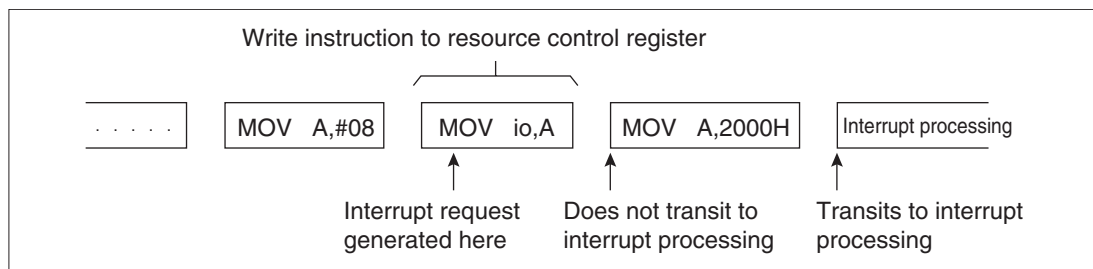 Write instruction to resource control register
. . . . . MOV A,#08 MOV io,A MOV A,2000H Interrupt processing
Interrupt request Does not transit to Transits to interrupt
generated here interrupt processing processing